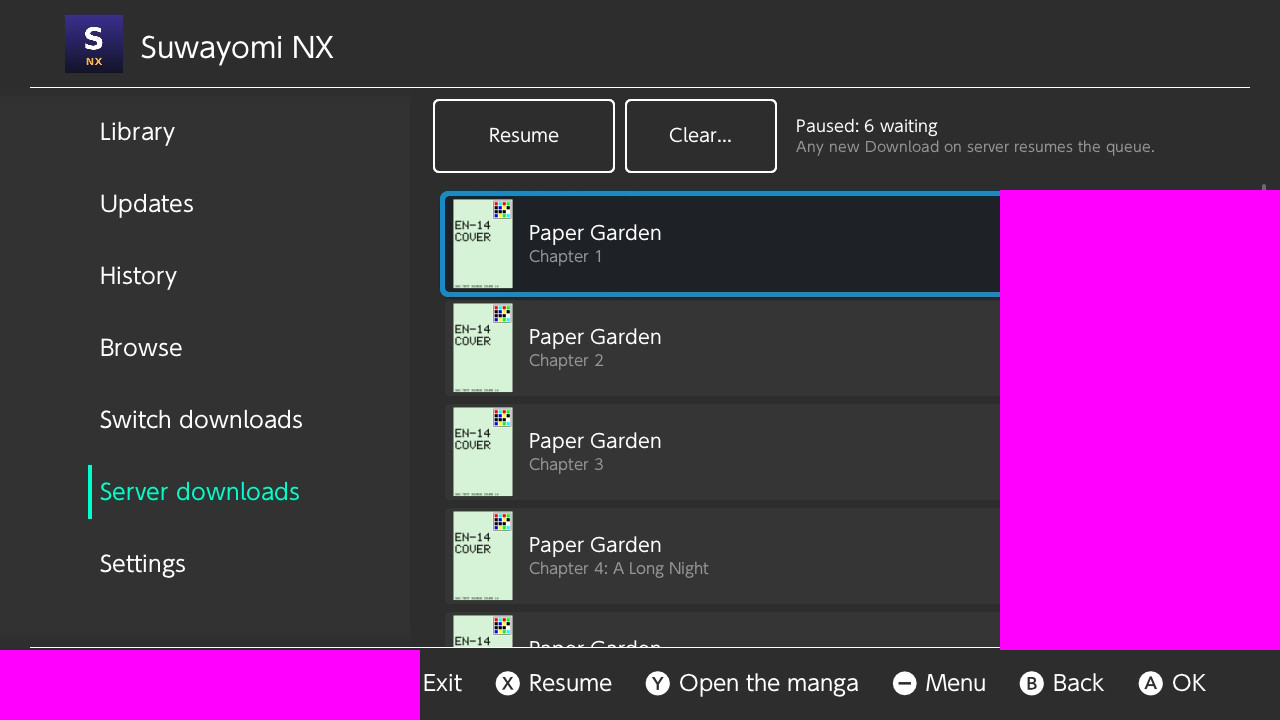 S
NX
Suwayomi NX
Library
Updates
History
Browse
Switch downloads
Server downloads
Settings
Resume
Clear...
Paused: 6 waiting
Any new Download on server resumes the queue.
EN-14
COVER
Paper Garden
Chapter 1
EN-14
COVER
Paper Garden
Chapter 2
EN-14
COVER
Paper Garden
Chapter 3
EN-14
COVER
Paper Garden
Chapter 4: A Long Night
EN-14
Paper Garden
Exit
X Resume
Y Open the manga
Menu
B Back
A OK